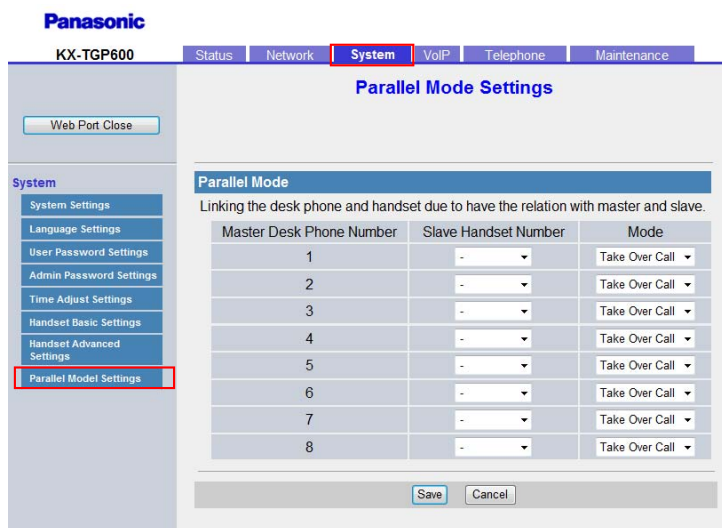 Panasonic
KX-TGP600
Status Network System VoIP Telephone Maintenance
Parallel Mode Settings
Web Port Close
System
System Settings
Language Settings
User Password Settings
Admin Password Settings
Time Adjust Settings
Handset Basic Settings
Handset Advanced
Settings
Parallel Model Settings
Parallel Mode
Linking the desk phone and handset due to have the relation with master and slave.
Master Desk Phone Number Slave Handset Number Mode
1 - Take Over Call
2 - Take Over Call
3 - Take Over Call
4 - Take Over Call
5 - Take Over Call
6 - Take Over Call
7 - Take Over Call
8 - Take Over Call
Save Cancel